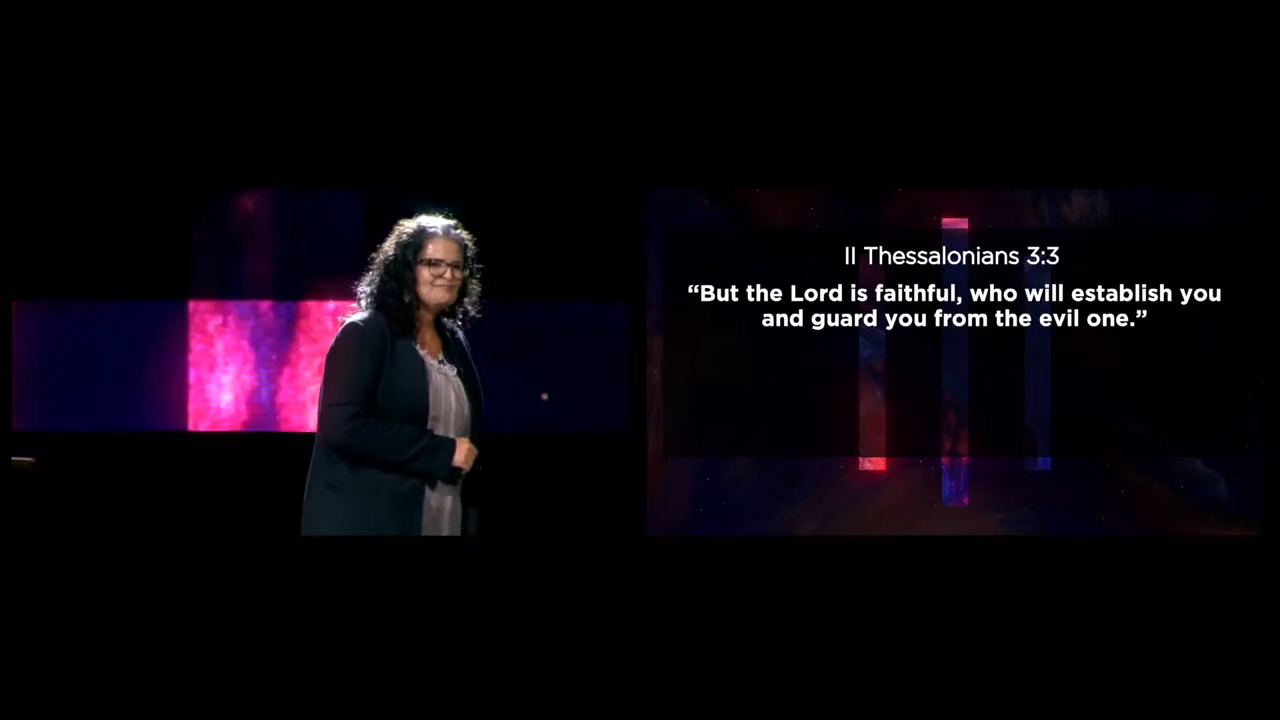 II Thessalonians 3:3
“But the Lord is faithful, who will establish you
and guard you from the evil one.”